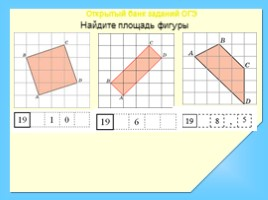 Открытый банк заданий ОГЭ
Найдите площадь фигуры
B C D A
C D B A
B A C D
19 1 0
19 6
19 8 , 5